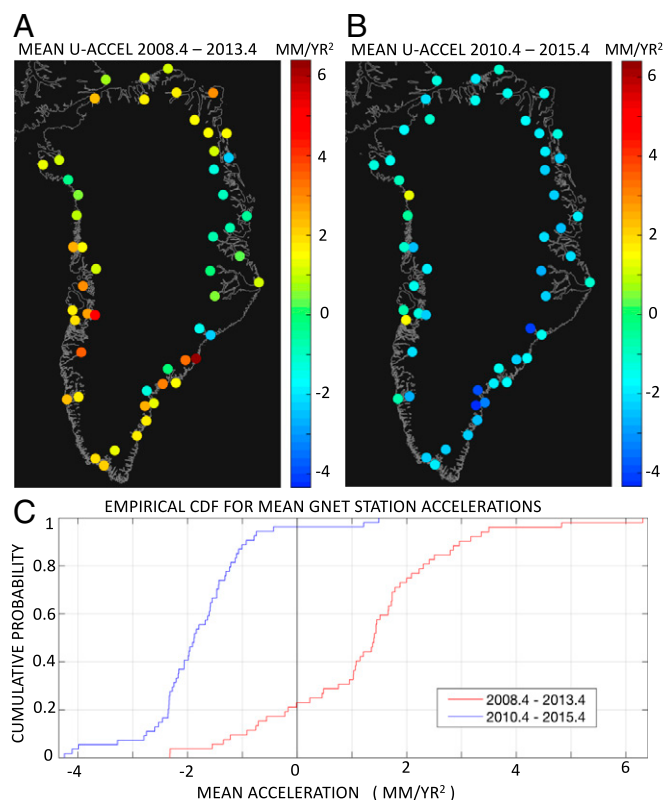 A
B
MEAN U-ACCEL 2008.4 – 2013.4 MM/YR²
MEAN U-ACCEL 2010.4 – 2015.4 MM/YR²
6
4
2
0
-2
-4
6
4
2
0
-2
-4
C
EMPIRICAL CDF FOR MEAN GNET STATION ACCELERATIONS
CUMULATIVE PROBABILITY
1
0.8
0.6
0.4
0.2
0
2008.4 - 2013.4
2010.4 - 2015.4
-4 -2 0 2 4 6
MEAN ACCELERATION ( MM/YR² )